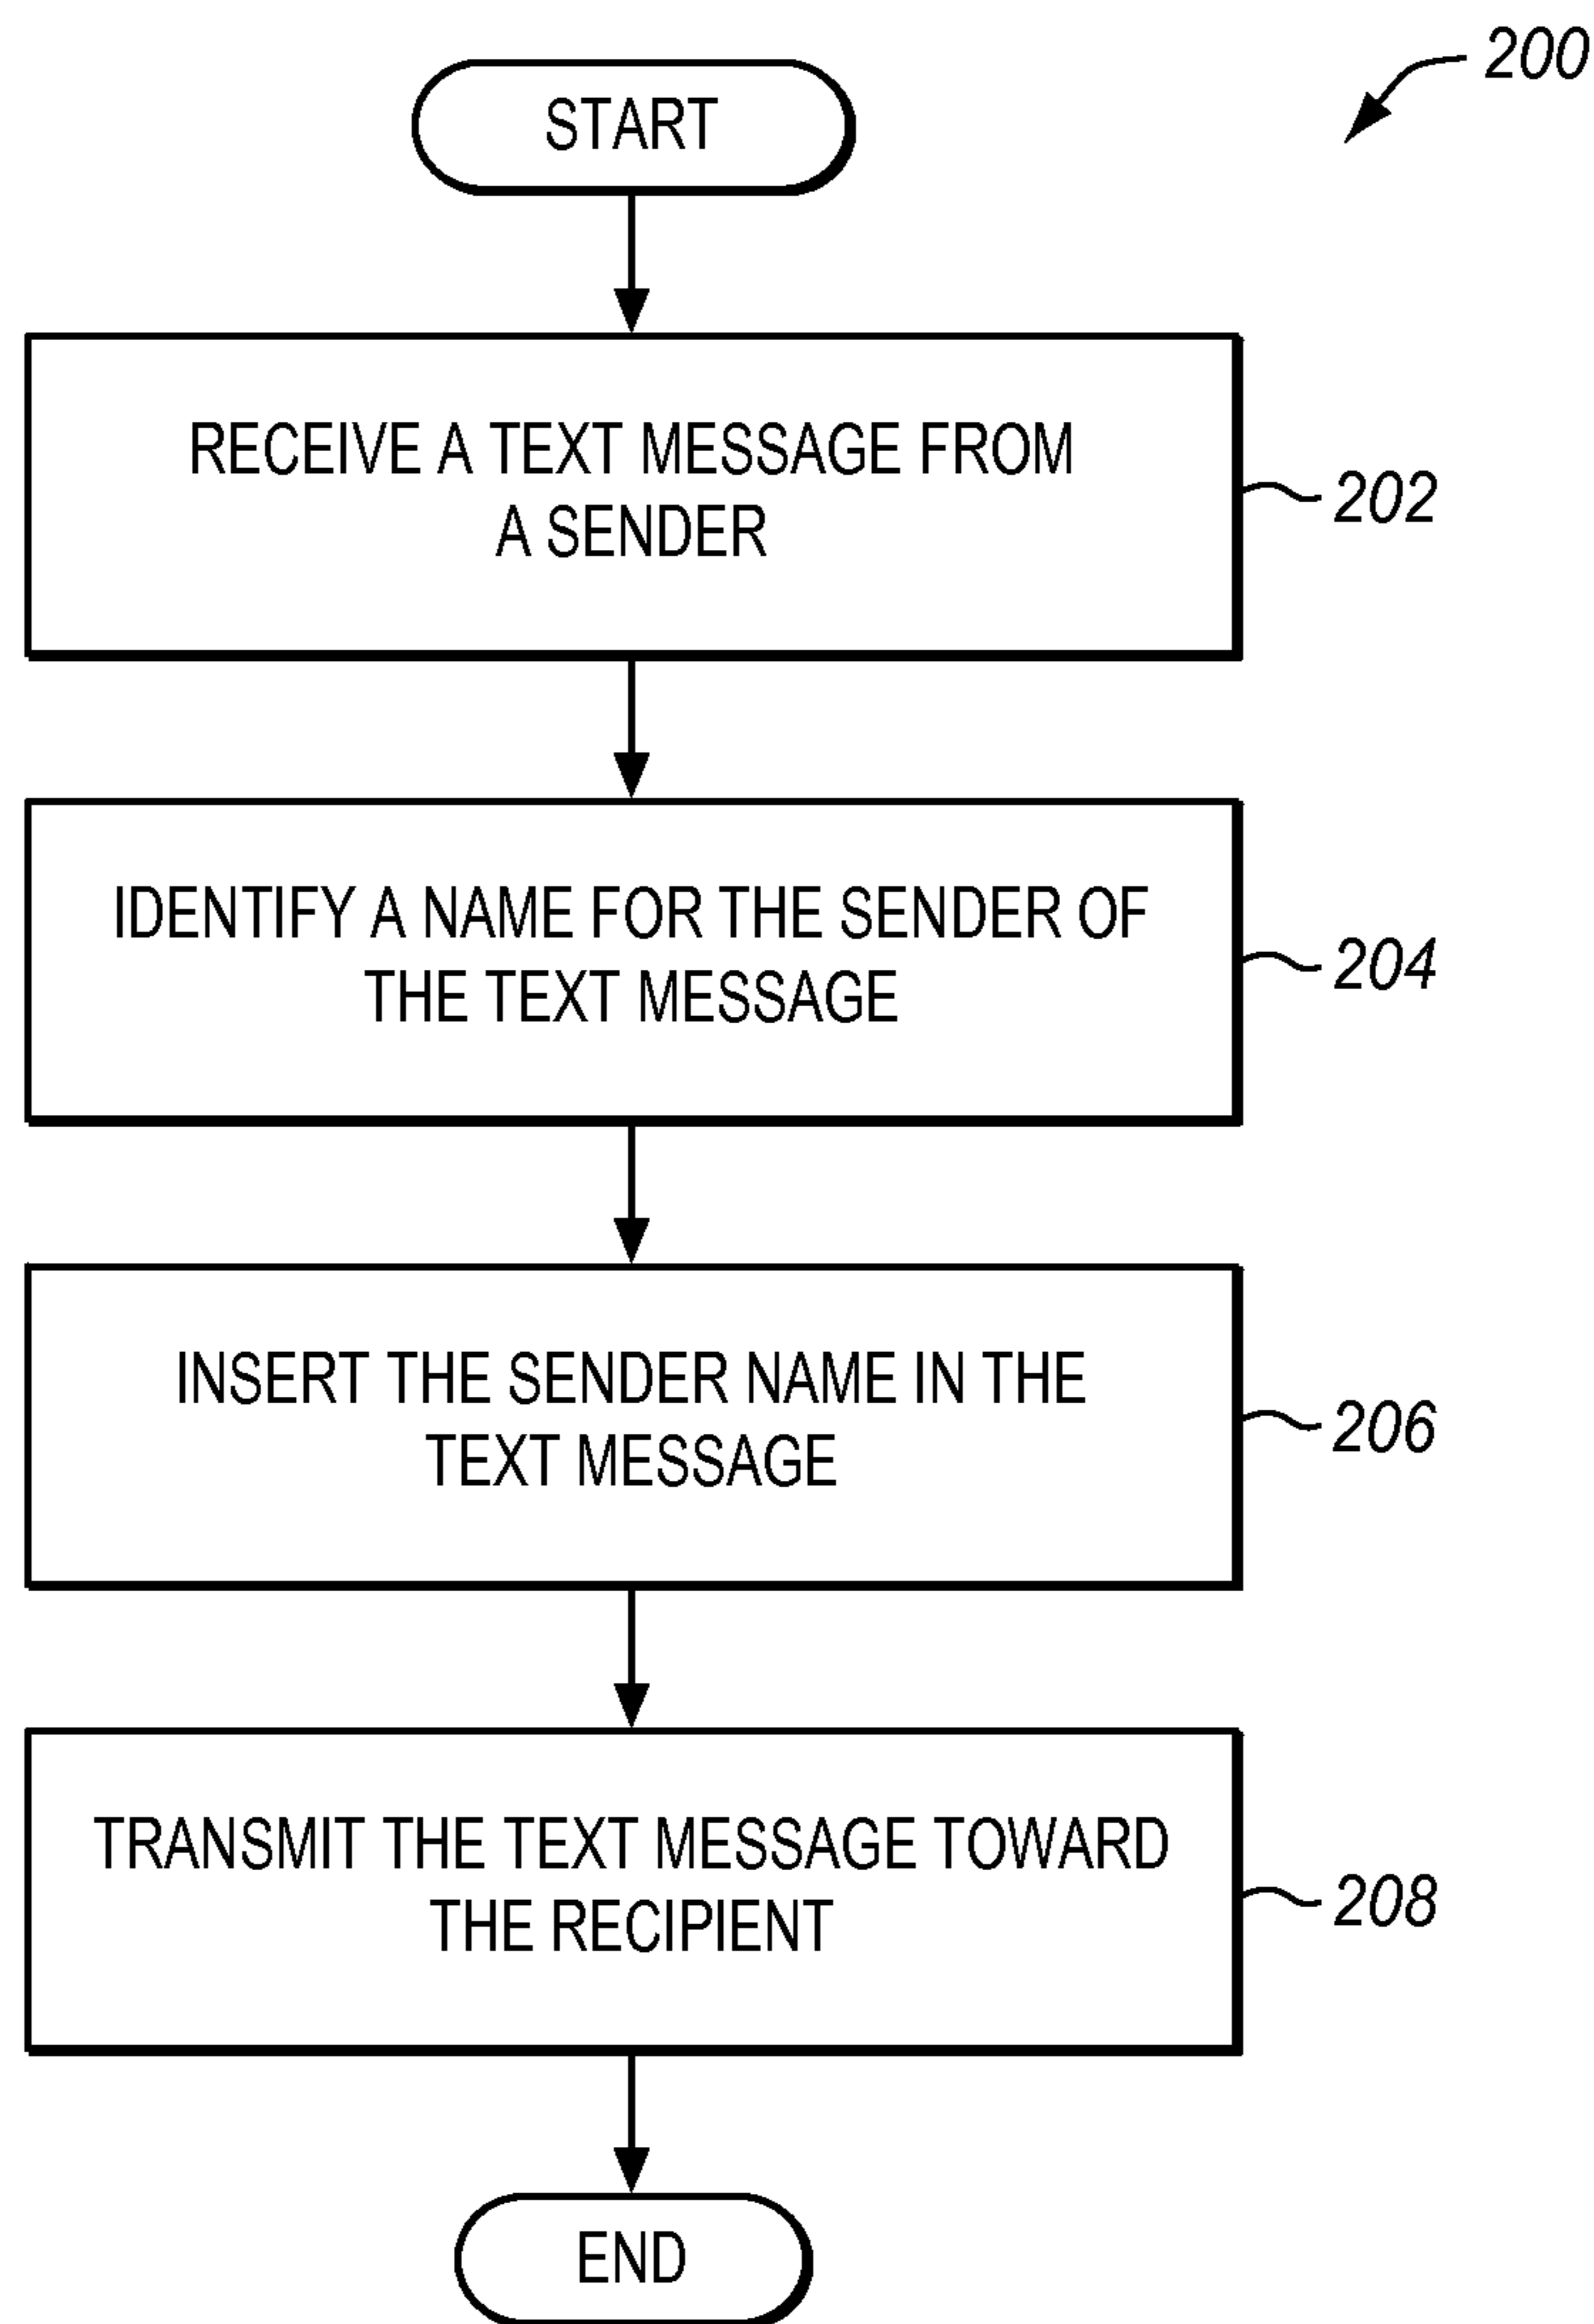 200
START
RECEIVE A TEXT MESSAGE FROM
A SENDER
202
IDENTIFY A NAME FOR THE SENDER OF
THE TEXT MESSAGE
204
INSERT THE SENDER NAME IN THE
TEXT MESSAGE
206
TRANSMIT THE TEXT MESSAGE TOWARD
THE RECIPIENT
208
END